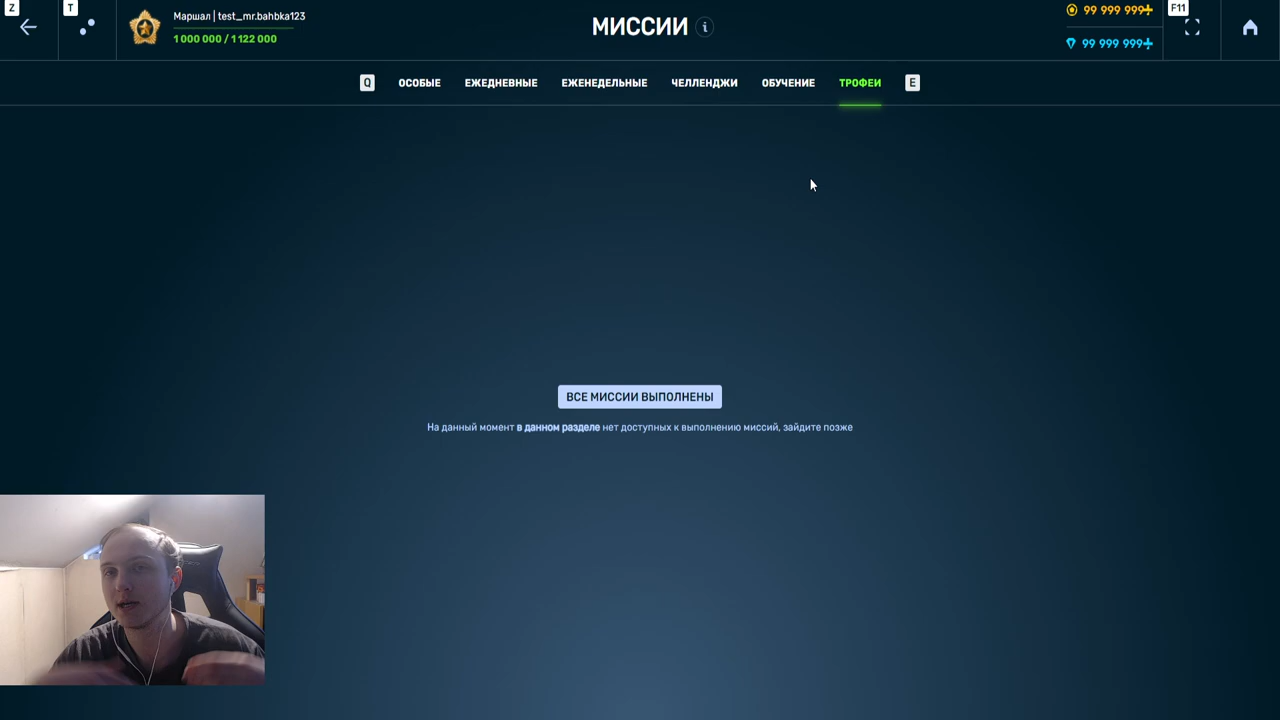 Z
T
Маршал | test_mr.bahbka123
1 000 000 / 1 122 000
МИССИИ
i
99 999 999+
99 999 999+
F11
Q
ОСОБЫЕ
ЕЖЕДНЕВНЫЕ
ЕЖЕНЕДЕЛЬНЫЕ
ЧЕЛЛЕНДЖИ
ОБУЧЕНИЕ
ТРОФЕИ
E
ВСЕ МИССИИ ВЫПОЛНЕНЫ
На данный момент в данном разделе нет доступных к выполнению миссий, зайдите позже